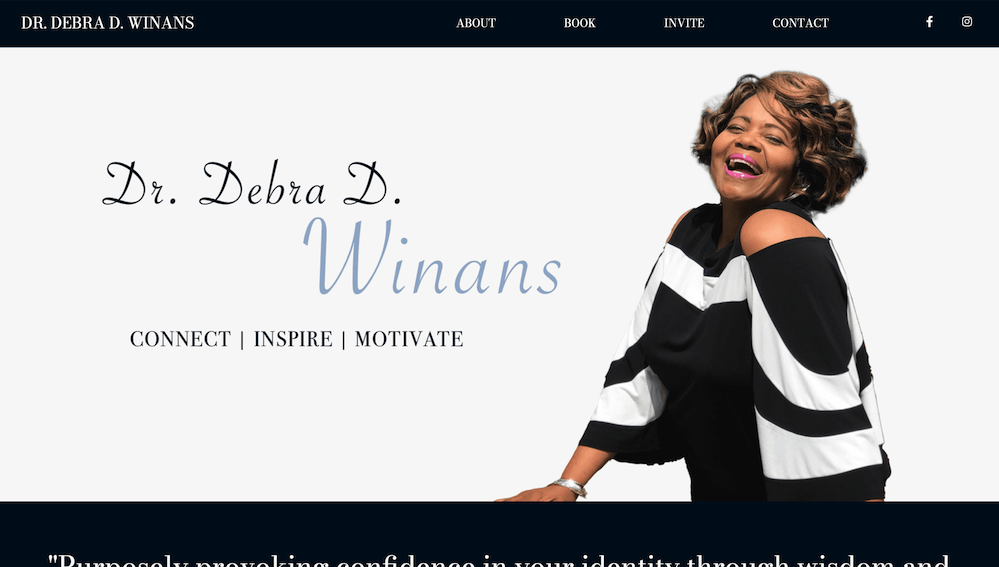 DR. DEBRA D. WINANS
ABOUT BOOK INVITE CONTACT
Dr. Debra D.
Winans
CONNECT | INSPIRE | MOTIVATE
"Purposely provoking confidence in your identity through wisdom and